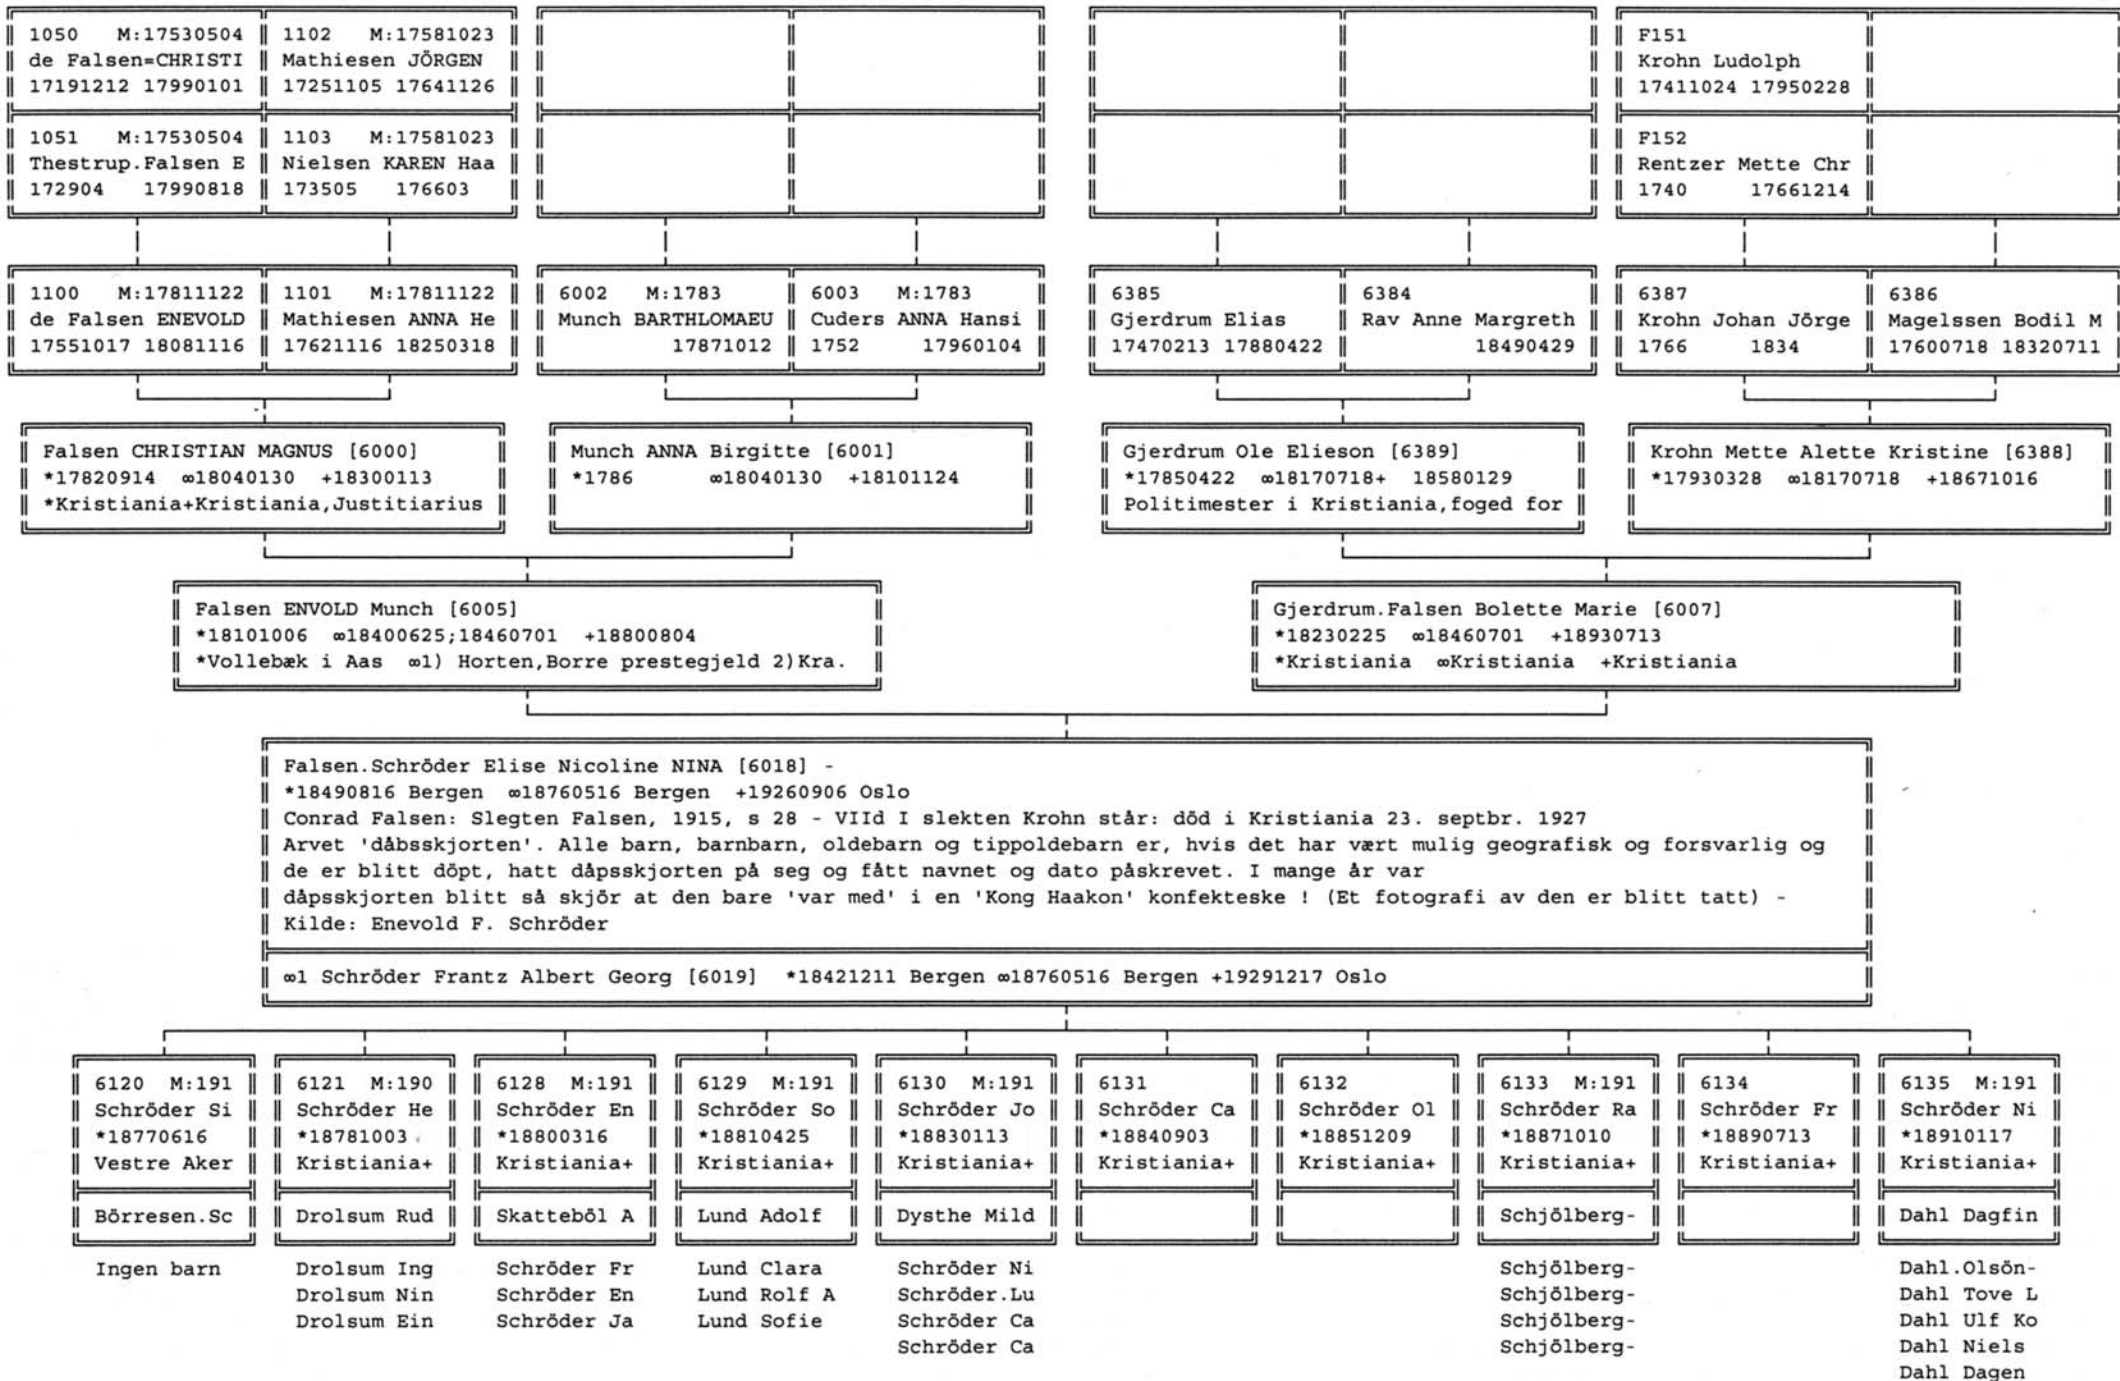 1050 M:17530504
de Falsen=CHRISTI
17191212 17990101
1102 M:17581023
Mathiesen JÖRGEN
17251105 17641126
F151
Krohn Ludolph
17411024 17950228
1051 M:17530504
Thestrup.Falsen E
172904 17990818
1103 M:17581023
Nielsen KAREN Haa
173505 176603
F152
Rentzer Mette Chr
1740 17661214
1100 M:17811122
de Falsen ENEVOLD
17551017 18081116
1101 M:17811122
Mathiesen ANNA He
17621116 18250318
6002 M:1783
Munch BARTHLOMAEU
17871012
6003 M:1783
Cuders ANNA Hansi
1752 17960104
6385
Gjerdrum Elias
17470213 17880422
6384
Rav Anne Margreth
18490429
6387
Krohn Johan Jörge
1766 1834
6386
Magelssen Bodil M
17600718 18320711
Falsen CHRISTIAN MAGNUS [6000]
*17820914 ∞18040130 +18300113
*Kristiania+Kristiania,Justitiarius
Munch ANNA Birgitte [6001]
*1786 ∞18040130 +18101124
Gjerdrum Ole Elieson [6389]
*17850422 ∞18170718+ 18580129
Politimester i Kristiania,foged for
Krohn Mette Alette Kristine [6388]
*17930328 ∞18170718 +18671016
Falsen ENVOLD Munch [6005]
*18101006 ∞18400625;18460701 +18800804
*Vollebæk i Aas ∞1) Horten,Borre prestegjeld 2)Kra.
Gjerdrum.Falsen Bolette Marie [6007]
*18230225 ∞18460701 +18930713
*Kristiania ∞Kristiania +Kristiania
Falsen.Schröder Elise Nicoline NINA [6018] -
*18490816 Bergen ∞18760516 Bergen +19260906 Oslo
Conrad Falsen: Slegten Falsen, 1915, s 28 - VIId I slekten Krohn står: død i Kristiania 23. septbr. 1927
Arvet 'dåbsskjorten'. Alle barn, barnbarn, oldebarn og tippoldebarn er, hvis det har vært mulig geografisk og forsvarlig og
de er blitt döpt, hatt dåpsskjorten på seg og fått navnet og dato påskrevet. I mange år var
dåpsskjorten blitt så skjör at den bare 'var med' i en 'Kong Haakon' konfekteske ! (Et fotografi av den er blitt tatt) -
Kilde: Enevold F. Schröder
∞1 Schröder Frantz Albert Georg [6019] *18421211 Bergen ∞18760516 Bergen +19291217 Oslo
6120 M:191
Schröder Si
*18770616
Vestre Aker
Börresen.Sc
Ingen barn
6121 M:190
Schröder He
*18781003
Kristiania+
Drolsum Rud
Drolsum Ing
Drolsum Nin
Drolsum Ein
6128 M:191
Schröder En
*18800316
Kristiania+
Skatteböl A
Schröder Fr
Schröder En
Schröder Ja
6129 M:191
Schröder So
*18810425
Kristiania+
Lund Adolf
Lund Clara
Lund Rolf A
Lund Sofie
6130 M:191
Schröder Jo
*18830113
Kristiania+
Dysthe Mild
Schröder Ni
Schröder.Lu
Schröder Ca
Schröder Ca
6131
Schröder Ca
*18840903
Kristiania+
6132
Schröder Ol
*18851209
Kristiania+
6133 M:191
Schröder Ra
*18871010
Kristiania+
Schjölberg-
Schjölberg-
Schjölberg-
Schjölberg-
Schjölberg-
6134
Schröder Fr
*18890713
Kristiania+
6135 M:191
Schröder Ni
*18910117
Kristiania+
Dahl Dagfin
Dahl.Olsön-
Dahl Tove L
Dahl Ulf Ko
Dahl Niels
Dahl Dagen